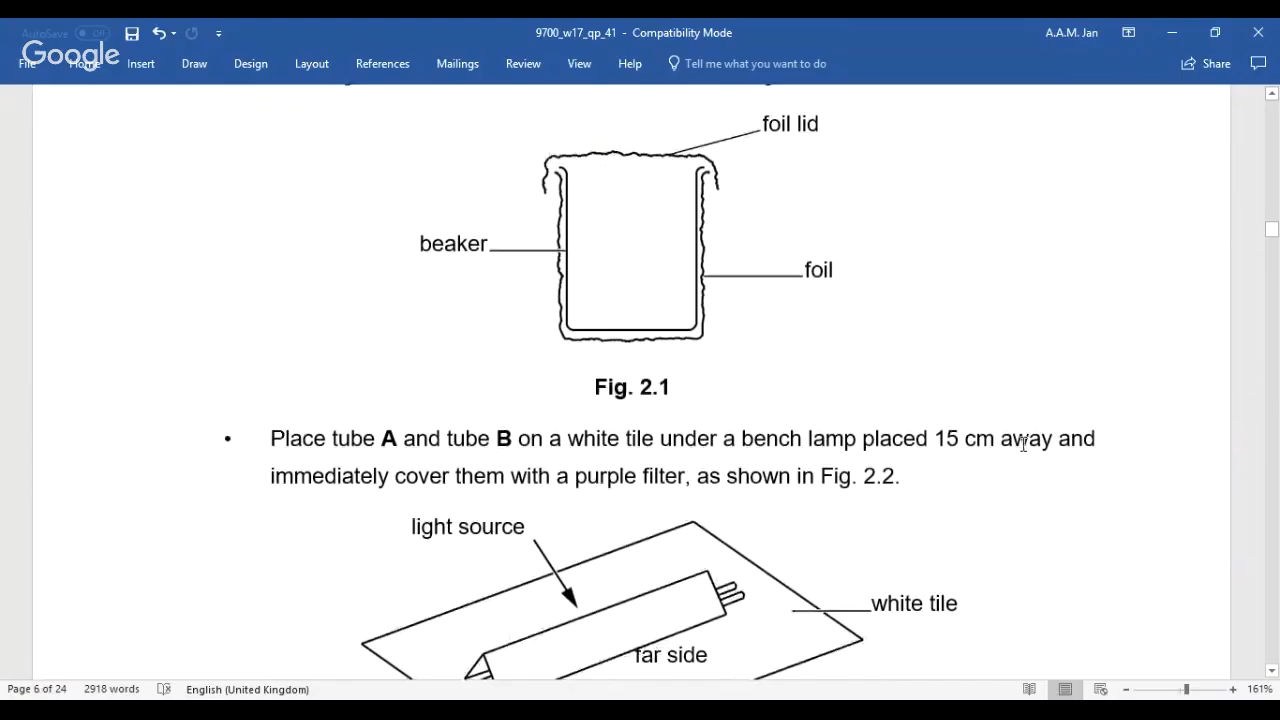 AutoSave Off
9700_w17_qp_41 - Compatibility Mode
A.A.M. Jan
Google
File Home Insert Draw Design Layout References Mailings Review View Help Tell me what you want to do Share
foil lid
beaker
foil
Fig. 2.1
• Place tube A and tube B on a white tile under a bench lamp placed 15 cm away and
immediately cover them with a purple filter, as shown in Fig. 2.2.
light source
white tile
far side
Page 6 of 24 2918 words English (United Kingdom) 161%